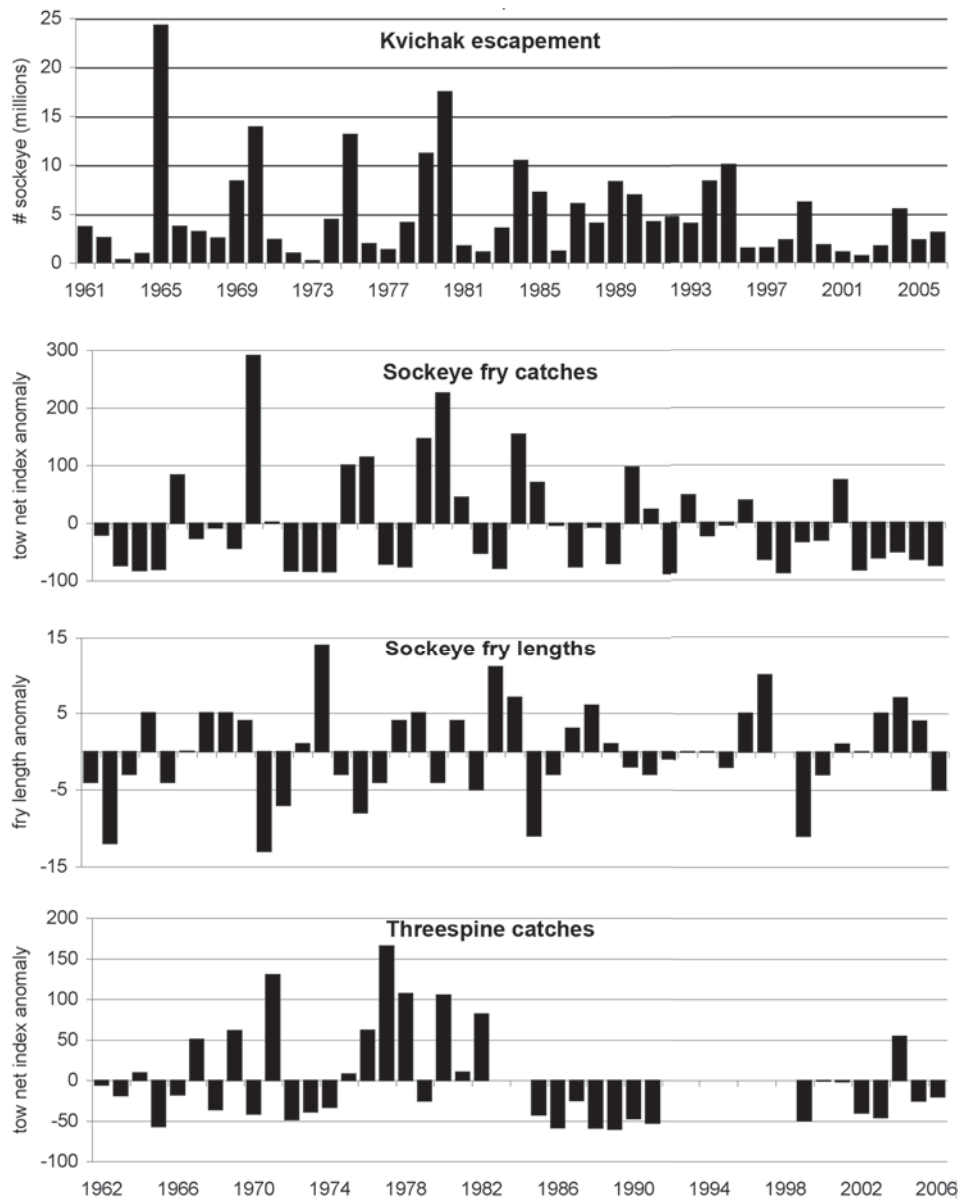 Kvichak escapement
# sockeye (millions)
25
20
15
10
5
0
1961 1965 1969 1973 1977 1981 1985 1989 1993 1997 2001 2005
Sockeye fry catches
tow net index anomaly
300
200
100
0
-100
Sockeye fry lengths
fry length anomaly
15
5
-5
-15
Threespine catches
tow net index anomaly
200
150
100
50
0
-50
-100
1962 1966 1970 1974 1978 1982 1986 1990 1994 1998 2002 2006